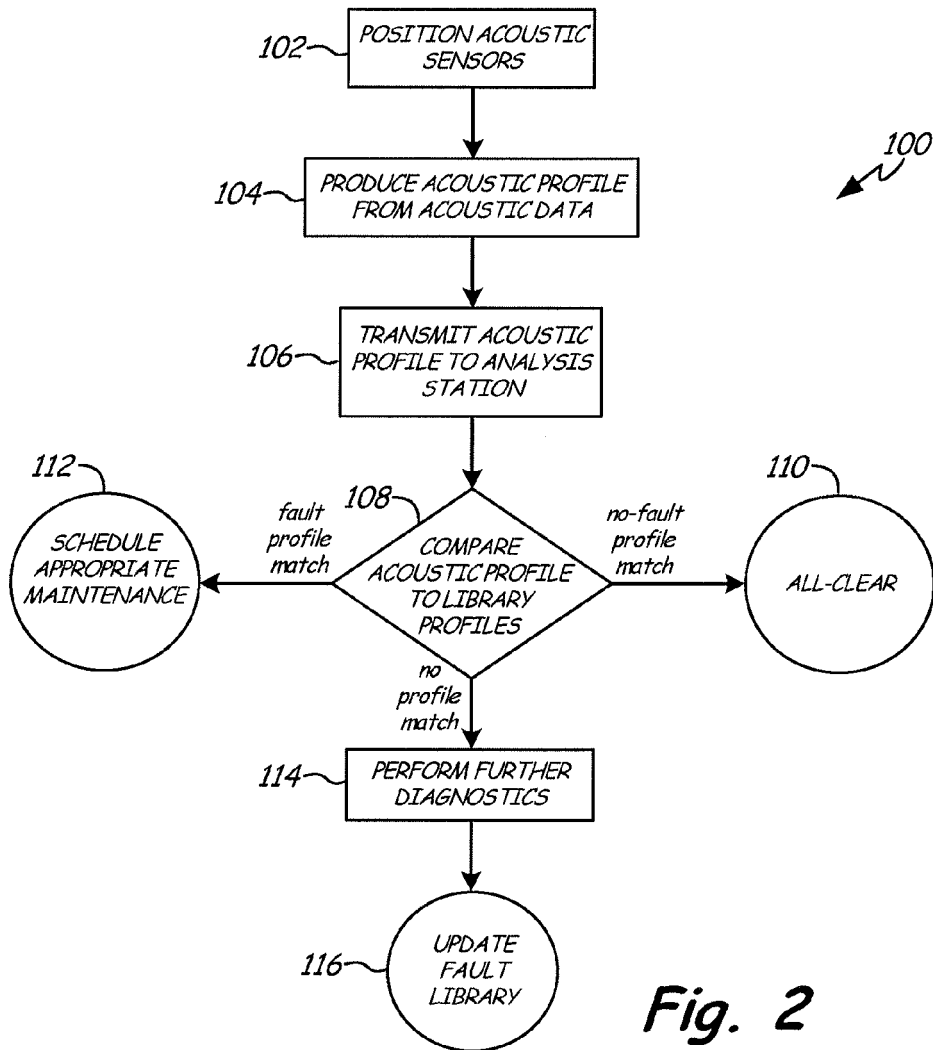 102
POSITION ACOUSTIC
SENSORS
100
104
PRODUCE ACOUSTIC PROFILE
FROM ACOUSTIC DATA
106
TRANSMIT ACOUSTIC
PROFILE TO ANALYSIS
STATION
112
SCHEDULE
APPROPRIATE
MAINTENANCE
fault
profile
match
108
COMPARE
ACOUSTIC PROFILE
TO LIBRARY
PROFILES
no-fault
profile
match
110
ALL-CLEAR
no
profile
match
114
PERFORM FURTHER
DIAGNOSTICS
116
UPDATE
FAULT
LIBRARY
Fig. 2